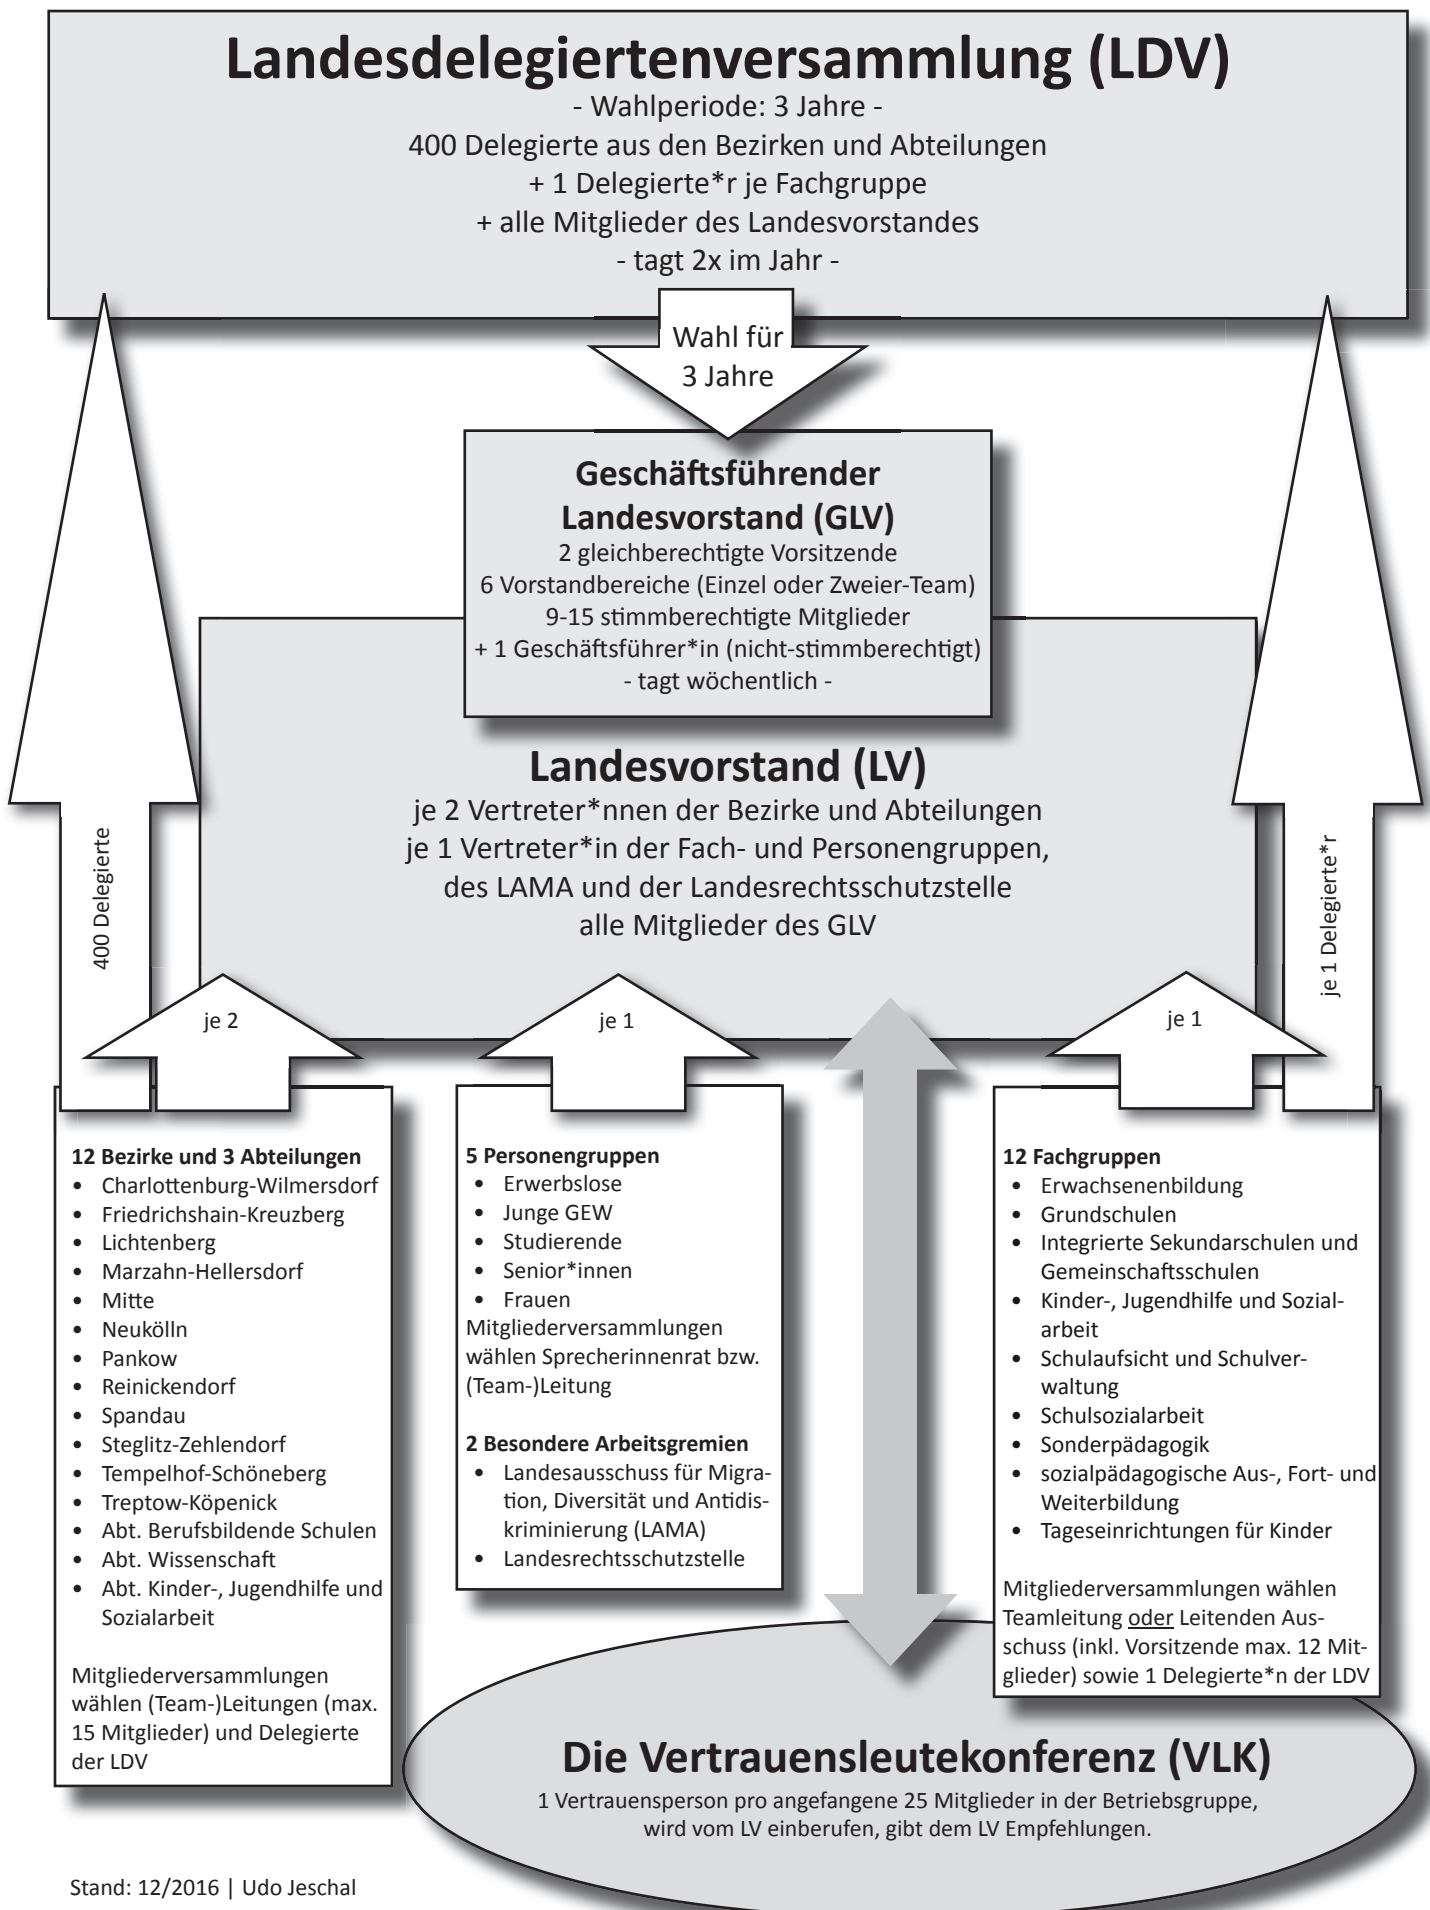 Landesdelegiertenversammlung (LDV)
- Wahlperiode: 3 Jahre -
400 Delegierte aus den Bezirken und Abteilungen
+ 1 Delegierte*r je Fachgruppe
+ alle Mitglieder des Landesvorstandes
- tagt 2x im Jahr -
Wahl für
3 Jahre
Geschäftsführender
Landesvorstand (GLV)
2 gleichberechtigte Vorsitzende
6 Vorstandbereiche (Einzel oder Zweier-Team)
9-15 stimmberechtigte Mitglieder
+ 1 Geschäftsführer*in (nicht-stimmberechtigt)
- tagt wöchentlich -
Landesvorstand (LV)
je 2 Vertreter*nnen der Bezirke und Abteilungen
je 1 Vertreter*in der Fach- und Personengruppen,
des LAMA und der Landesrechtsschutzstelle
alle Mitglieder des GLV
400 Delegierte
je 1 Delegierte*r
je 2
je 1
je 1
12 Bezirke und 3 Abteilungen
• Charlottenburg-Wilmersdorf
• Friedrichshain-Kreuzberg
• Lichtenberg
• Marzahn-Hellersdorf
• Mitte
• Neukölln
• Pankow
• Reinickendorf
• Spandau
• Steglitz-Zehlendorf
• Tempelhof-Schöneberg
• Treptow-Köpenick
• Abt. Berufsbildende Schulen
• Abt. Wissenschaft
• Abt. Kinder-, Jugendhilfe und
Sozialarbeit
Mitgliederversammlungen
wählen (Team-)Leitungen (max.
15 Mitglieder) und Delegierte
der LDV
5 Personengruppen
• Erwerbslose
• Junge GEW
• Studierende
• Senior*innen
• Frauen
Mitgliederversammlungen
wählen Sprecherinnenrat bzw.
(Team-)Leitung
2 Besondere Arbeitsgremien
• Landesausschuss für Migra-
tion, Diversität und Antidis-
kriminierung (LAMA)
• Landesrechtsschutzstelle
12 Fachgruppen
• Erwachsenenbildung
• Grundschulen
• Integrierte Sekundarschulen und
Gemeinschaftsschulen
• Kinder-, Jugendhilfe und Sozial-
arbeit
• Schulaufsicht und Schulver-
waltung
• Schulsozialarbeit
• Sonderpädagogik
• sozialpädagogische Aus-, Fort- und
Weiterbildung
• Tageseinrichtungen für Kinder
Mitgliederversammlungen wählen
Teamleitung oder Leitenden Aus-
schuss (inkl. Vorsitzende max. 12 Mit-
glieder) sowie 1 Delegierte*n der LDV
Die Vertrauensleutekonferenz (VLK)
1 Vertrauensperson pro angefangene 25 Mitglieder in der Betriebsgruppe,
wird vom LV einberufen, gibt dem LV Empfehlungen.
Stand: 12/2016 | Udo Jeschal